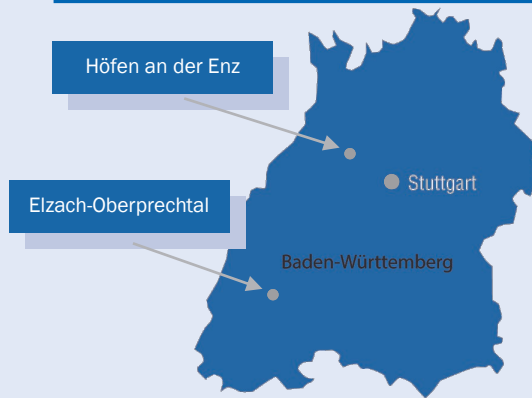 Höfen an der Enz
Stuttgart
Elzach-Oberprechtal
Baden-Württemberg